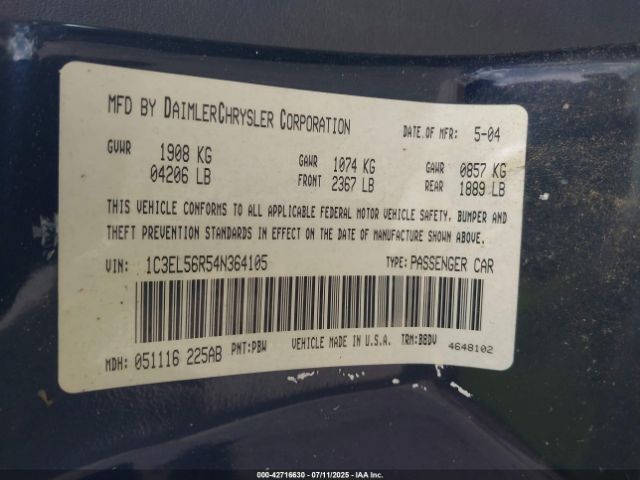 MFD BY DAIMLERCHRYSLER CORPORATION DATE OF MFR: 5-04
GVWR 1908 KG GAWR 1074 KG GAWR 0857 KG
04206 LB FRONT 2367 LB REAR 1889 LB
THIS VEHICLE CONFORMS TO ALL APPLICABLE FEDERAL MOTOR VEHICLE SAFETY, BUMPER AND
THEFT PREVENTION STANDARDS IN EFFECT ON THE DATE OF MANUFACTURE SHOWN ABOVE.
VIN: 1C3EL56R54N364105 TYPE: PASSENGER CAR
MDH: 051116 225AB PNT: PBW VEHICLE MADE IN U.S.A. TRM: BBDV 4648102
000-42716630 - 07/11/2025 - IAA Inc.